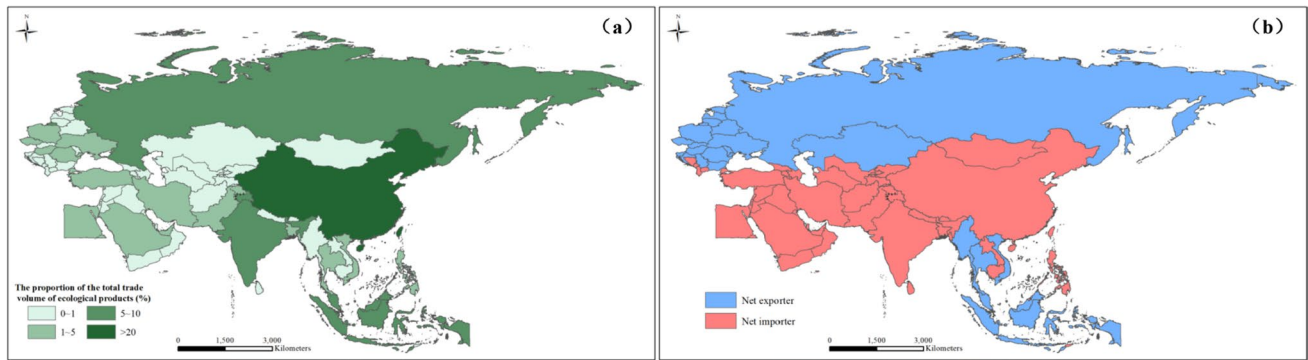 N
(a)
The proportion of the total trade
volume of ecological products (%)
0–1
5–10
1–5
>20
0 1,500 3,000
Kilometers
N
(b)
Net exporter
Net importer
0 1,500 3,000
Kilometers